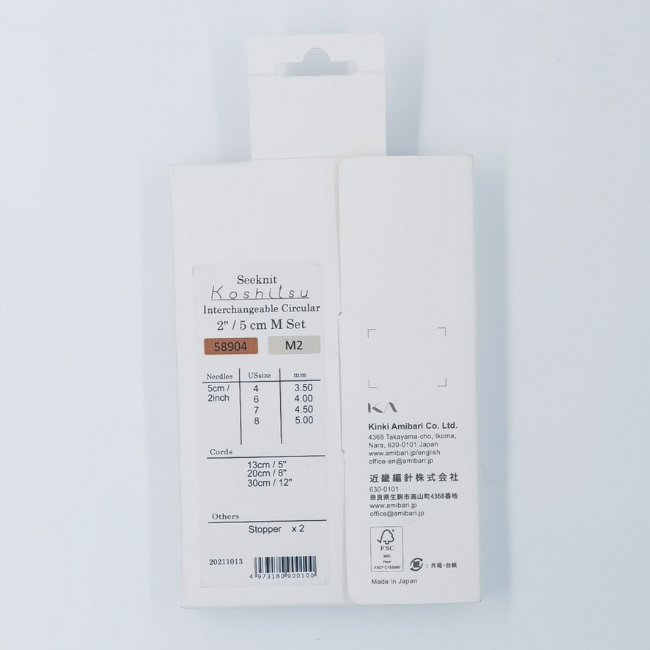 Seeknit
Koshitsu
Interchangeable Circular
2" / 5 cm M Set
58904 M2
Needles USsize mm
5cm / 4 3.50
2inch 6 4.00
7 4.50
8 5.00
Cords
13cm / 5"
20cm / 8"
30cm / 12"
Others
Stopper x 2
20211013
4 973180 900100
KA
Kinki Amibari Co. Ltd.
4368 Takayama-cho, Ikoma,
Nara, 630-0101 Japan
www.amibari.jp/english
office-en@amibari.jp
近畿編針株式会社
630-0101
奈良県生駒市高山町4368番地
www.amibari.jp
office@amibari.jp
FSC
MIX
Paper
紙 : 外箱・台紙
Made in Japan